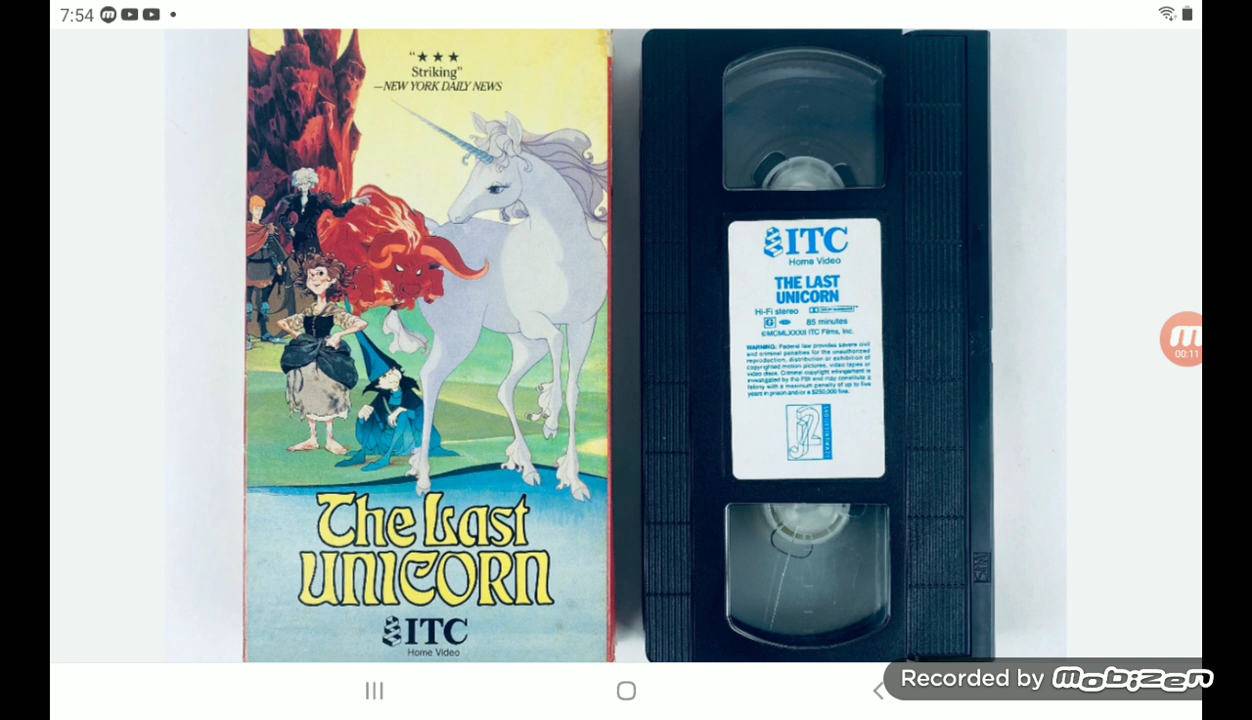 7:54
"★★★
Striking"
—NEW YORK DAILY NEWS
The Last
UNICORN
ITC
Home Video
ITC
Home Video
THE LAST
UNICORN
Hi-Fi stereo
G
85 minutes
©MCMLXXXII ITC Films, Inc.
WARNING: Federal law provides severe civil
and criminal penalties for the unauthorized
reproduction, distribution or exhibition of
copyrighted motion pictures, video tapes or
video discs. Criminal copyright infringement is
investigated by the FBI and may constitute a
felony with a maximum penalty of up to five
years in prison and/or a $250,000 fine.
VHS
00:11
Recorded by mobizen